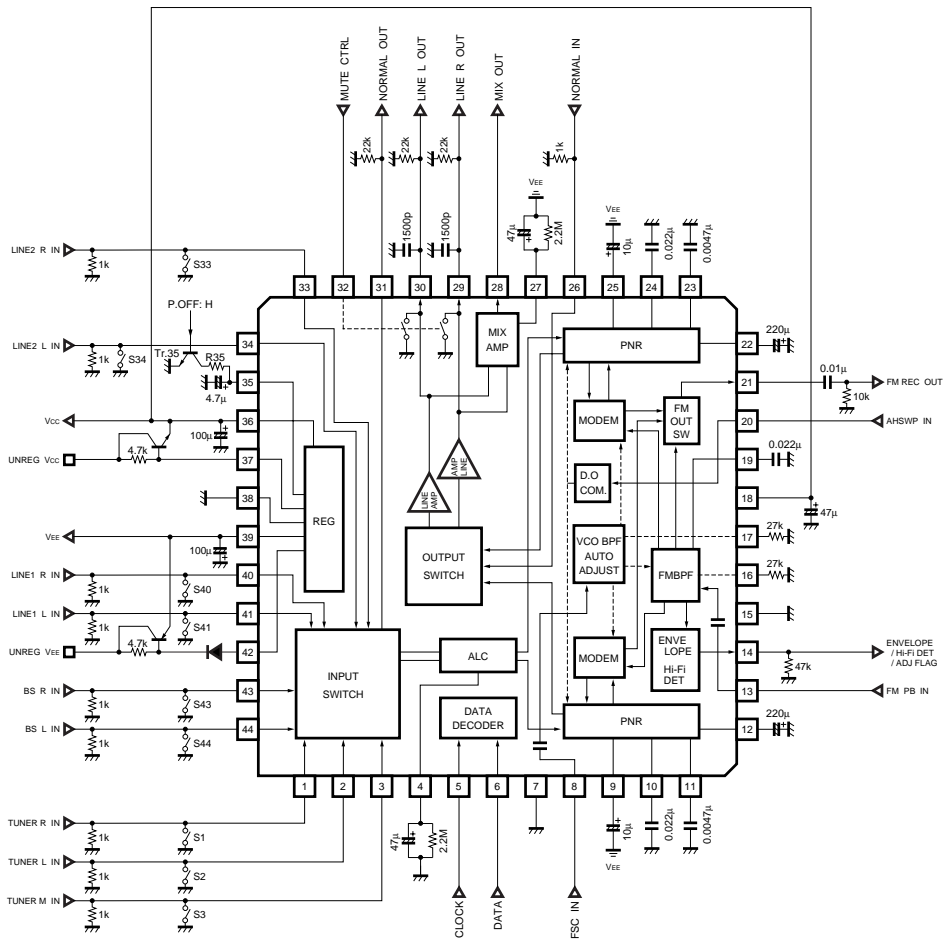 MUTE CTRL
NORMAL OUT
LINE L OUT
LINE R OUT
MIX OUT
NORMAL IN
22k
22k
22k
1k
1500p
1500p
VEE
47μ
2.2M
VEE
10μ
0.022μ
0.0047μ
LINE2 R IN
1k
S33
33
32
31
30
29
28
27
26
25
24
23
P.OFF: H
LINE2 L IN
1k
S34
Tr.35
R35
4.7μ
34
35
VCC
100μ
36
UNREG VCC
4.7k
37
38
VEE
100μ
39
LINE1 R IN
1k
S40
40
LINE1 L IN
1k
S41
41
UNREG VEE
4.7k
42
BS R IN
1k
S43
43
BS L IN
1k
S44
44
MIX
AMP
PNR
MODEM
FM
OUT
SW
D.O
COM.
REG
LINE
AMP
AMP
LINE
OUTPUT
SWITCH
VCO BPF
AUTO
ADJUST
FMBPF
INPUT
SWITCH
ALC
MODEM
ENVE
LOPE
Hi-Fi
DET
DATA
DECODER
PNR
22
220μ
21
0.01μ
10k
FM REC OUT
20
AHSWP IN
19
0.022μ
18
47μ
17
27k
16
27k
15
14
47k
ENVELOPE
/ Hi-Fi DET
/ ADJ FLAG
13
FM PB IN
12
220μ
1
2
3
4
5
6
7
8
9
10
11
TUNER R IN
1k
S1
TUNER L IN
1k
S2
TUNER M IN
1k
S3
47μ
2.2M
CLOCK
DATA
FSC IN
10μ
VEE
0.022μ
0.0047μ